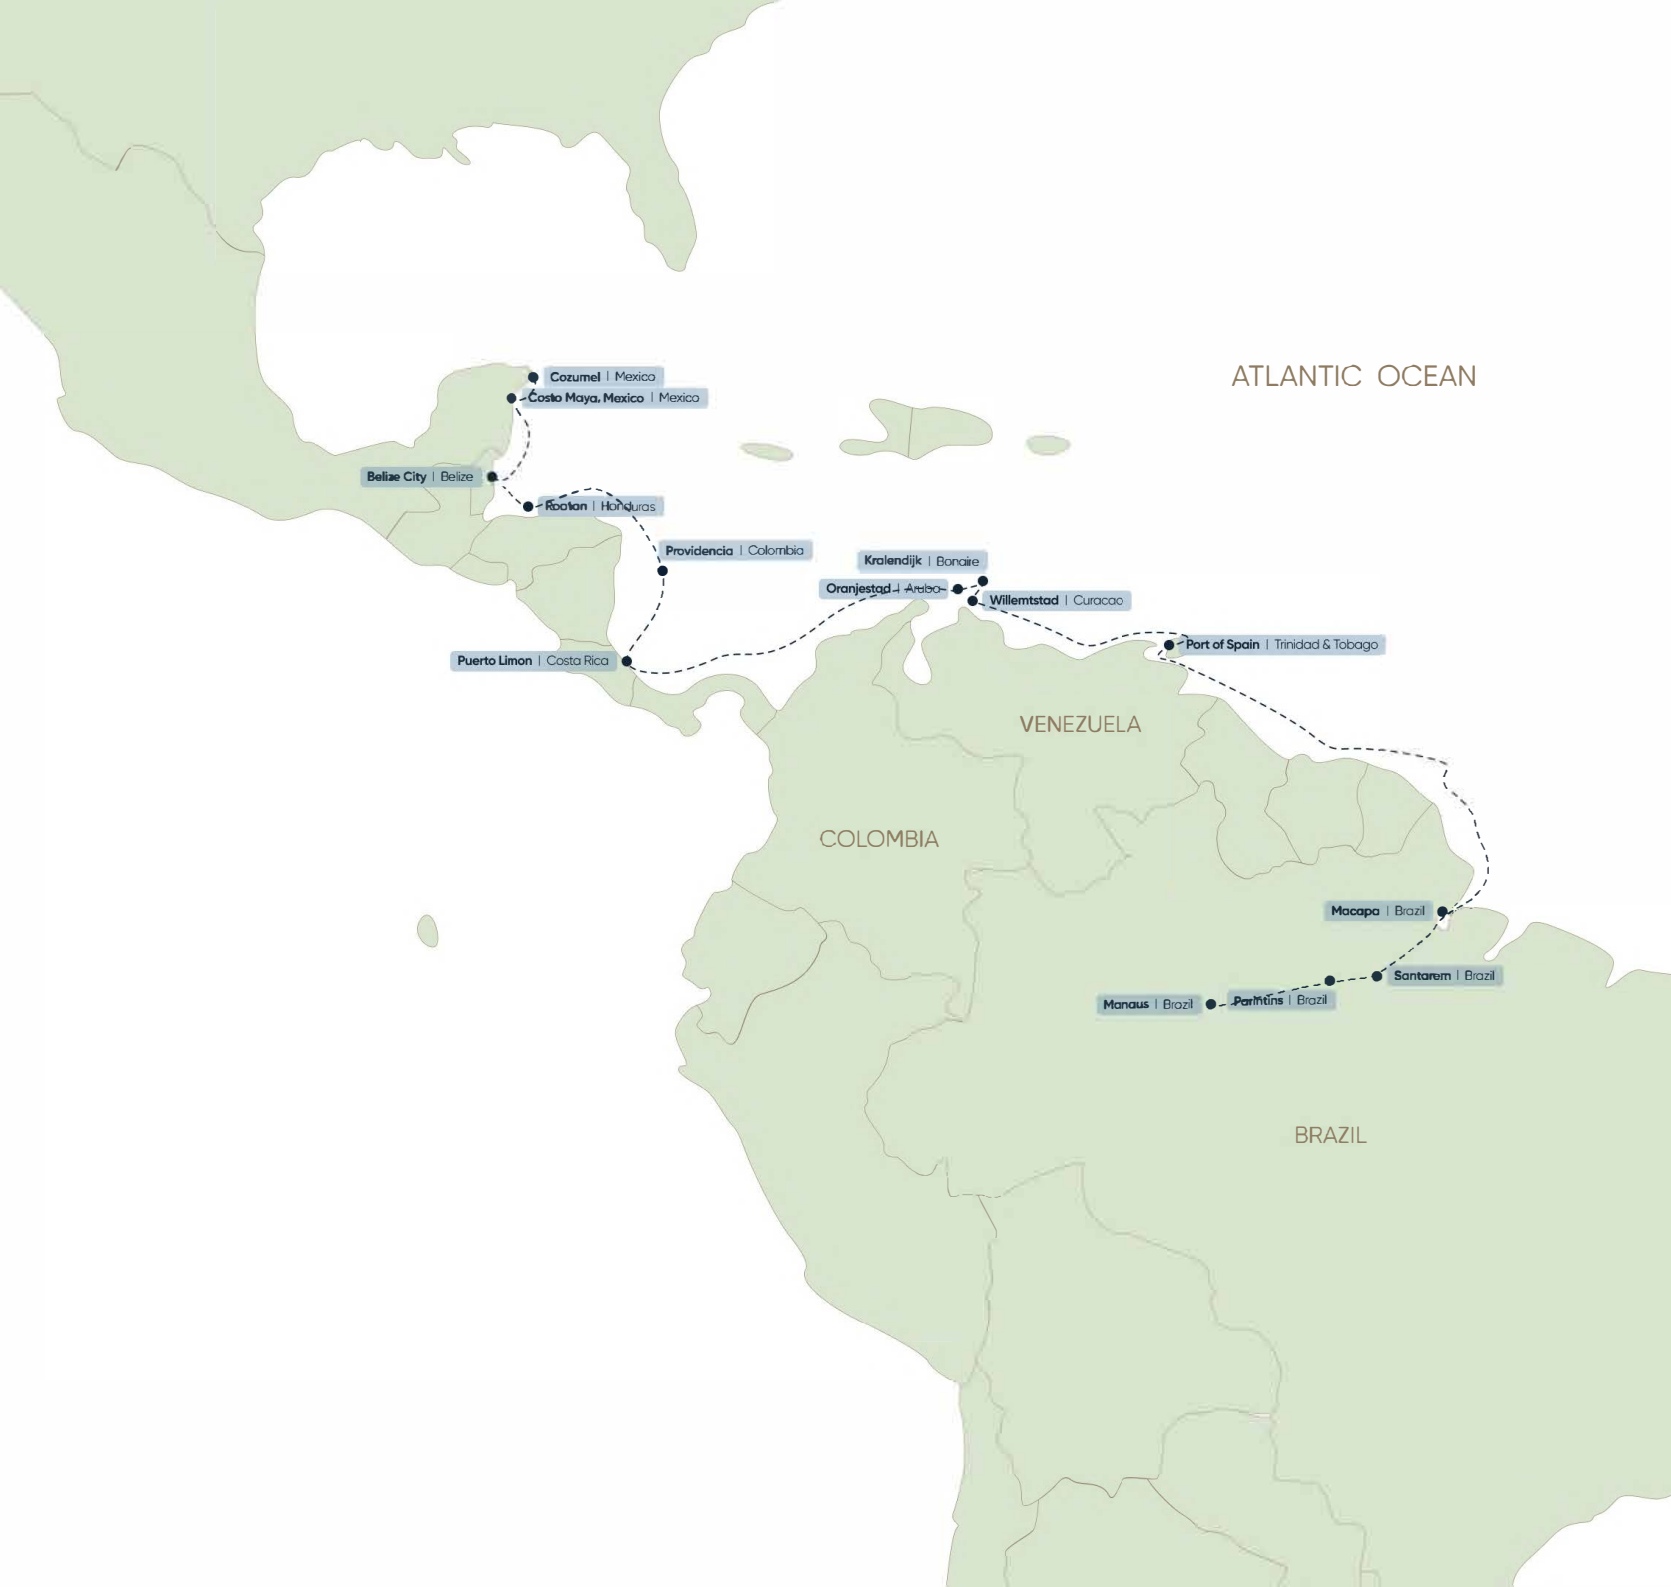 Cozumel | Mexico
ATLANTIC OCEAN
Costo Maya, Mexico | Mexico
Belize City | Belize
Roatan | Honduras
Providencia | Colombia
Kralendijk | Bonaire
Oranjestad | Aruba
Willemtstad | Curacao
Port of Spain | Trinidad & Tobago
Puerto Limon | Costa Rica
VENEZUELA
COLOMBIA
Macapa | Brazil
Santarem | Brazil
Parintins | Brazil
Manaus | Brazil
BRAZIL